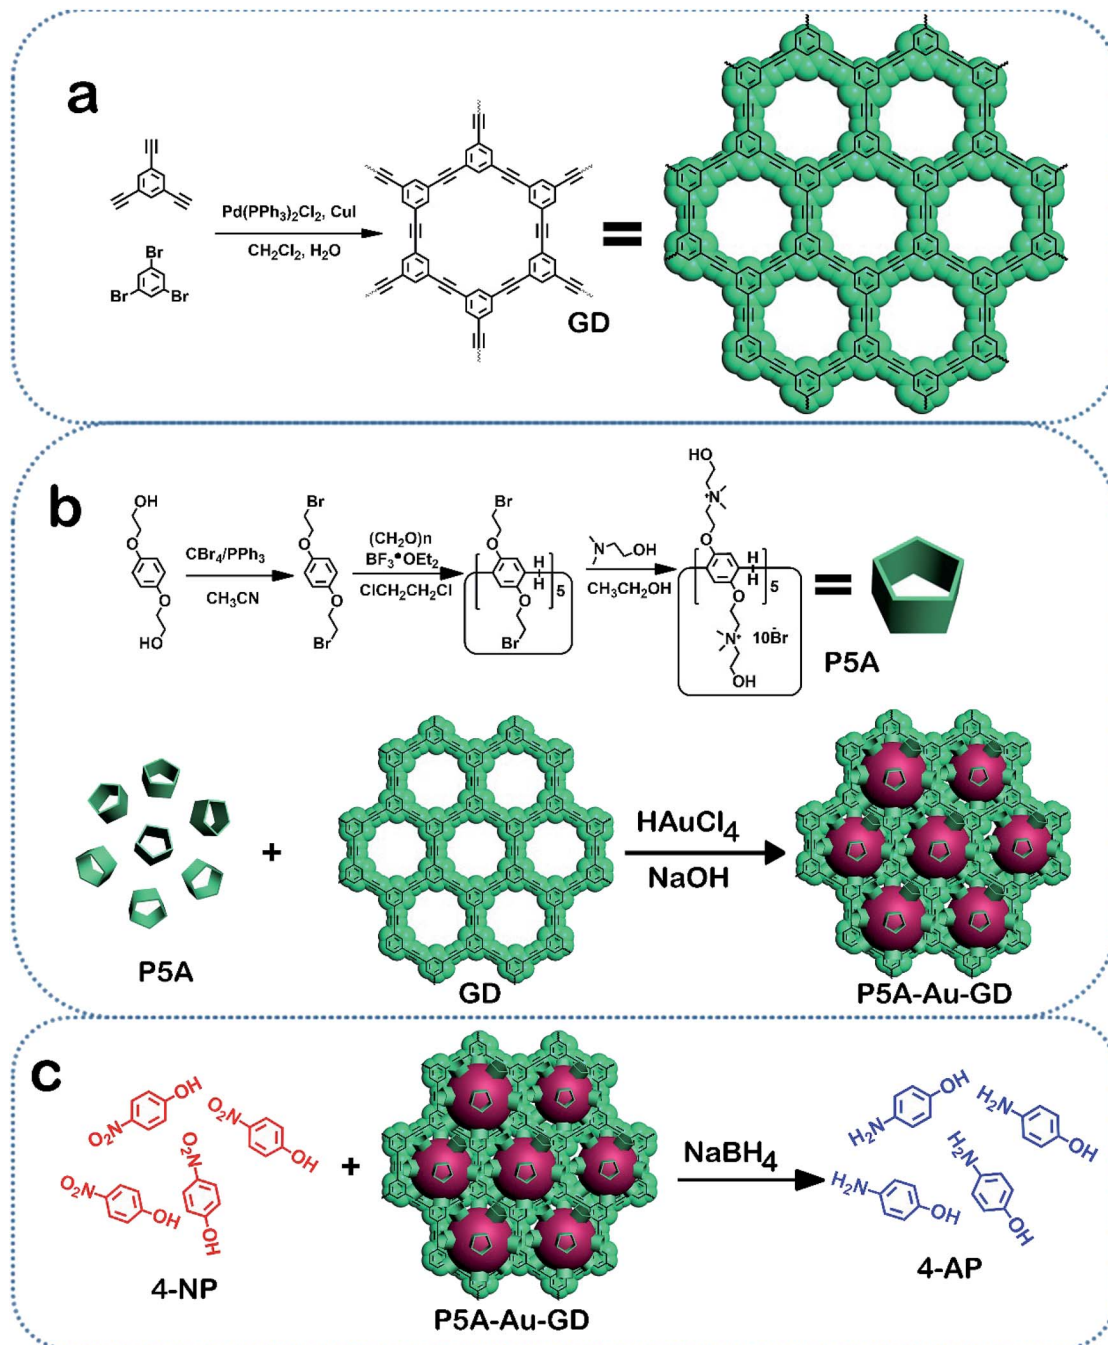 a
Br
Br
Br
Pd(PPh₃)₂Cl₂, CuI
CH₂Cl₂, H₂O
GD
=
b
OH
O
O
HO
CBr₄/PPh₃
CH₃CN
Br
O
O
Br
(CH₂O)n
BF₃•OEt₂
ClCH₂CH₂Cl
Br
O
H
H
5
O
Br
N
OH
CH₃CH₂OH
HO
N+
O
H
H
5
O
N+
10Br-
OH
=
P5A
P5A
+
GD
HAuCl₄
NaOH
P5A-Au-GD
c
O₂N
OH
O₂N
OH
O₂N
OH
O₂N
OH
4-NP
+
P5A-Au-GD
NaBH₄
H₂N
OH
H₂N
OH
H₂N
OH
H₂N
OH
4-AP